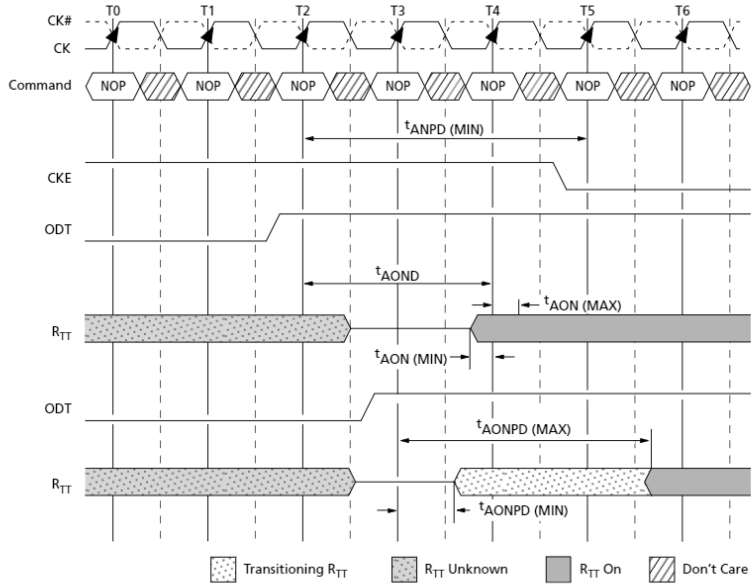 T0 T1 T2 T3 T4 T5 T6
CK#
CK
Command NOP NOP NOP NOP NOP NOP NOP
tANPD (MIN)
CKE
ODT
tAOND
tAON (MAX)
RTT
tAON (MIN)
ODT
tAONPD (MAX)
RTT
tAONPD (MIN)
Transitioning RTT RTT Unknown RTT On Don't Care